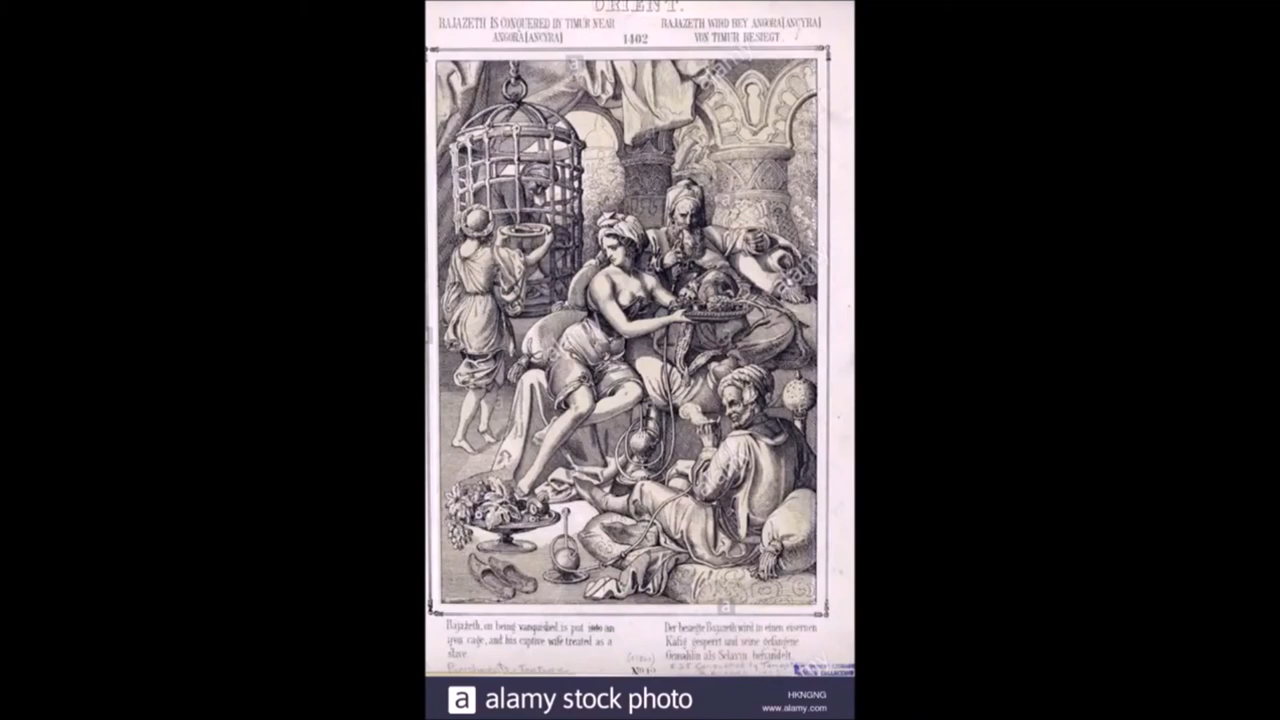 ORIENT.
BAJAZETH IS CONQUERED BY TIMUR NEAR
ANGORA [ANCYRA]
1402
BAJAZETH WIRD BEY ANGORA [ANCYRA]
VON TIMUR BESIEGT
Bajazeth, on being vanquished is put into an
iron cage, and his captive wife treated as a
slave.
Der besiegte Bajazeth wird in einen eisernen
Käfig gesperrt und seine gefangene
Gemahlin als Sclavin behandelt.
a alamy stock photo
HKNGNG
www.alamy.com